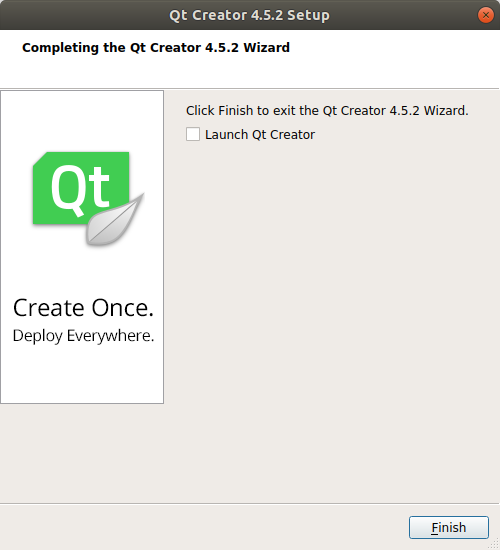 Qt Creator 4.5.2 Setup
Completing the Qt Creator 4.5.2 Wizard
Click Finish to exit the Qt Creator 4.5.2 Wizard.
Launch Qt Creator
Qt
Create Once.
Deploy Everywhere.
Finish